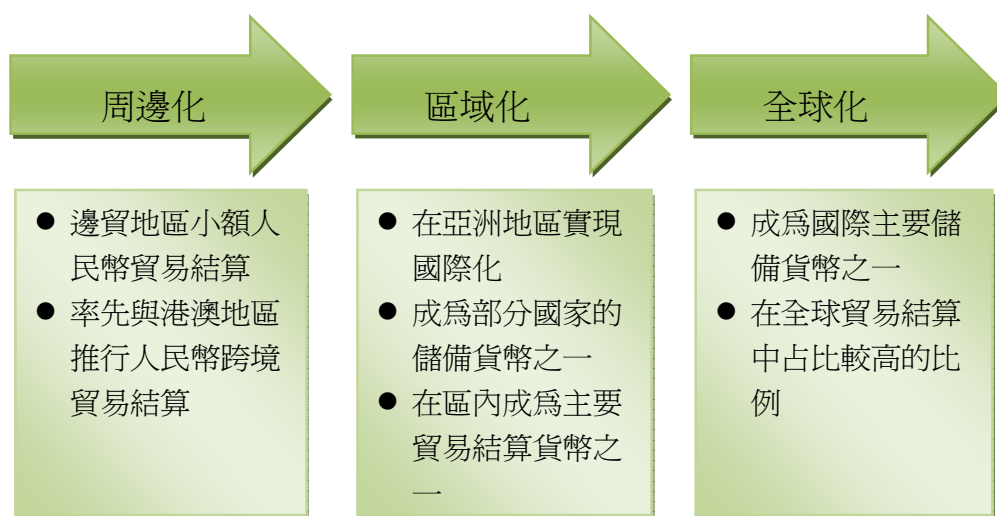 周邊化
區域化
全球化
● 邊貿地區小額人
民幣貿易結算
● 率先與港澳地區
推行人民幣跨境
貿易結算
● 在亞洲地區實現
國際化
● 成爲部分國家的
儲備貨幣之一
● 在區內成爲主要
貿易結算貨幣之
一
● 成爲國際主要儲
備貨幣之一
● 在全球貿易結算
中占比較高的比
例